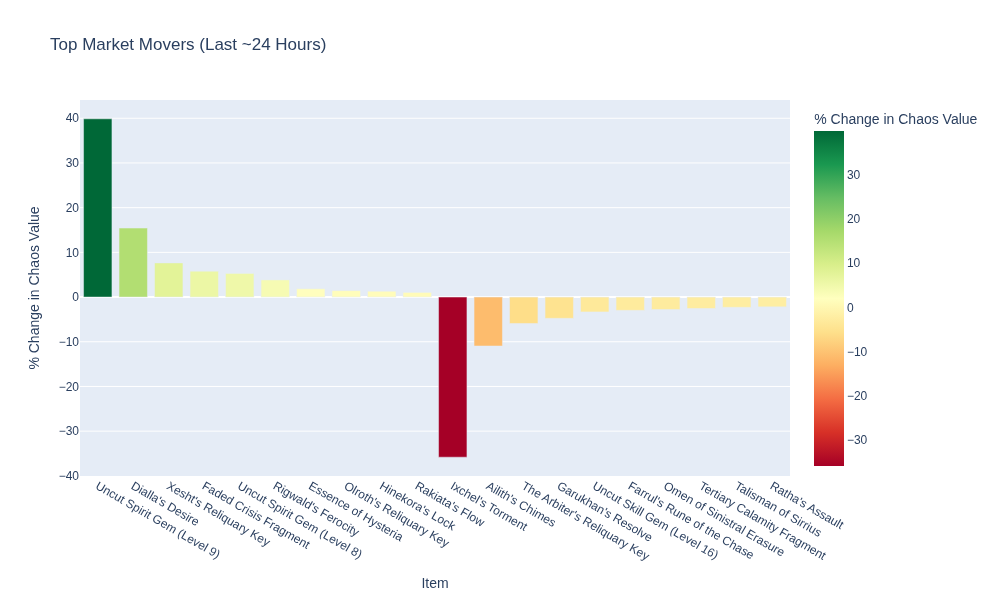 Top Market Movers (Last ~24 Hours)
% Change in Chaos Value
40
30
20
10
0
−10
−20
−30
−40
% Change in Chaos Value
30
20
10
0
−10
−20
−30
Uncut Spirit Gem (Level 9)
Dialla's Desire
Xesht's Reliquary Key
Faded Crisis Fragment
Uncut Spirit Gem (Level 8)
Rigwald's Ferocity
Essence of Hysteria
Olroth's Reliquary Key
Hinekora's Lock
Rakiata's Flow
Ixchel's Torment
Ailith's Chimes
The Arbiter's Reliquary Key
Garukhan's Resolve
Uncut Skill Gem (Level 16)
Farrul's Rune of the Chase
Omen of Sinistral Erasure
Tertiary Calamity Fragment
Talisman of Sirrius
Ratha's Assault
Item